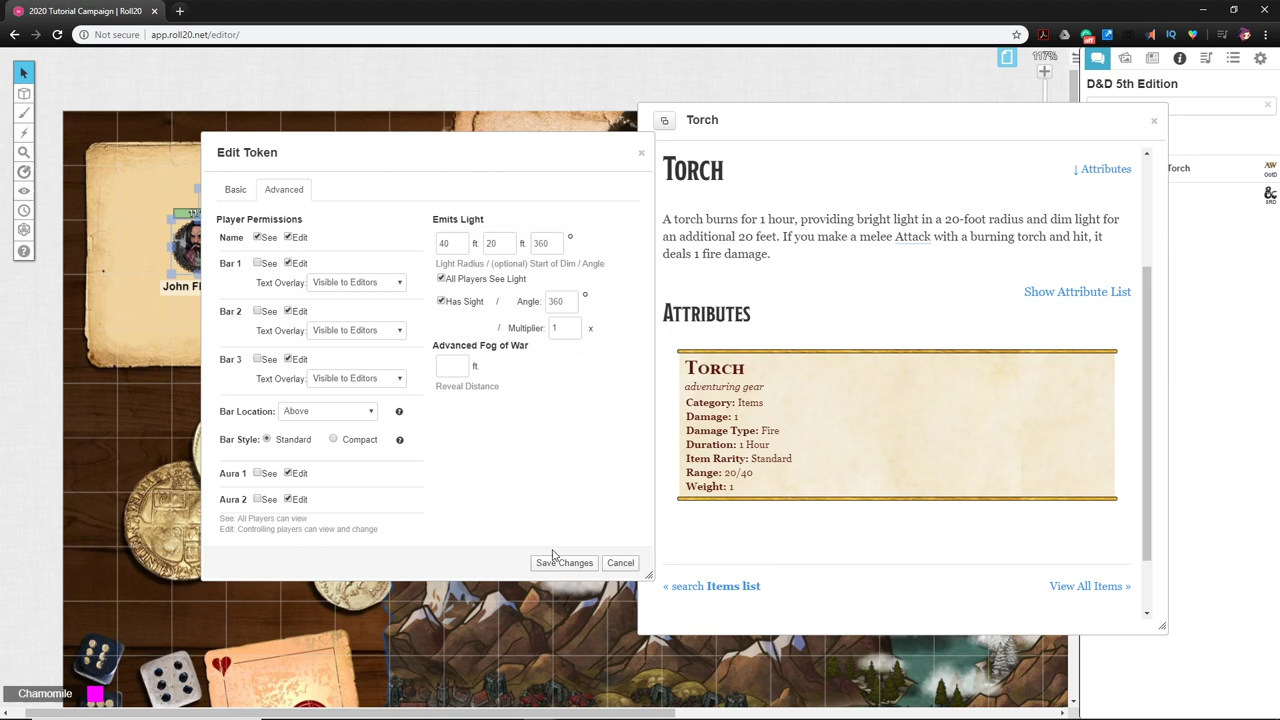 2020 Tutorial Campaign | Roll20
Not secure | app.roll20.net/editor/
off
117%
D&D 5th Edition
Torch
AW
OotD
SRD
John Fl
Edit Token
Basic
Advanced
Player Permissions
Name See Edit
Bar 1 See Edit
Text Overlay: Visible to Editors
Bar 2 See Edit
Text Overlay: Visible to Editors
Bar 3 See Edit
Text Overlay: Visible to Editors
Bar Location: Above
Bar Style: Standard Compact
Aura 1 See Edit
Aura 2 See Edit
See: All Players can view
Edit: Controlling players can view and change
Emits Light
40 ft. 20 ft. 360 °
Light Radius / (optional) Start of Dim / Angle
All Players See Light
Has Sight / Angle: 360 °
/ Multiplier: 1 x
Advanced Fog of War
ft.
Reveal Distance
Save Changes
Cancel
Torch
TORCH
↓ Attributes
A torch burns for 1 hour, providing bright light in a 20-foot radius and dim light for
an additional 20 feet. If you make a melee Attack with a burning torch and hit, it
deals 1 fire damage.
Show Attribute List
ATTRIBUTES
TORCH
adventuring gear
Category: Items
Damage: 1
Damage Type: Fire
Duration: 1 Hour
Item Rarity: Standard
Range: 20/40
Weight: 1
« search Items list
View All Items »
Chamomile